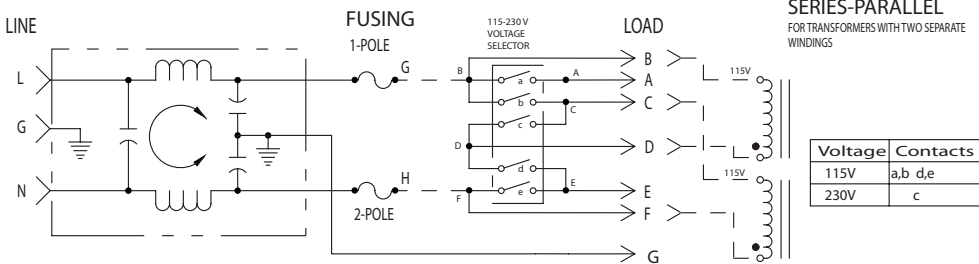 SERIES-PARALLEL
FOR TRANSFORMERS WITH TWO SEPARATE
WINDINGS
LINE
FUSING
115-230 V
VOLTAGE
SELECTOR
LOAD
1-POLE
G
B
A
B
A
C
L
G
N
a
b
c
C
D
D
d
e
E
F
H
2-POLE
E
F
G
115V
115V
Voltage Contacts
115V a,b d,e
230V c